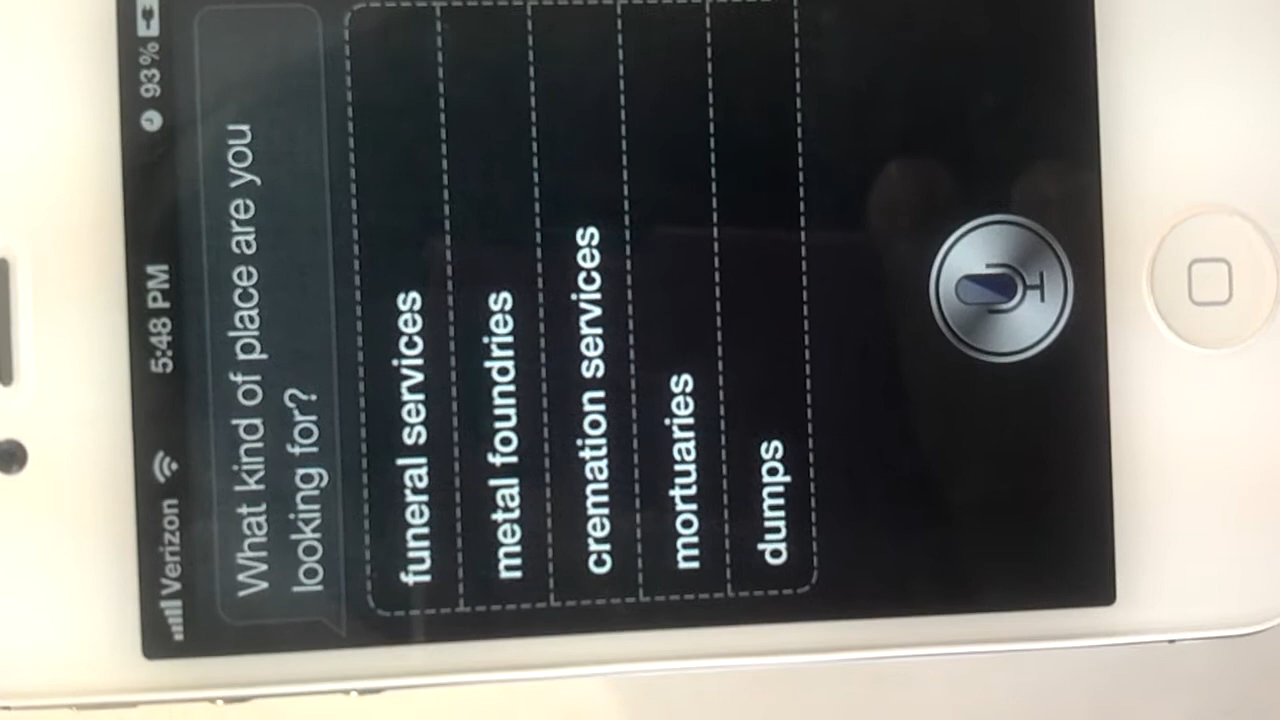 Verizon 5:48 PM 93%
What kind of place are you
looking for?
funeral services
metal foundries
cremation services
mortuaries
dumps